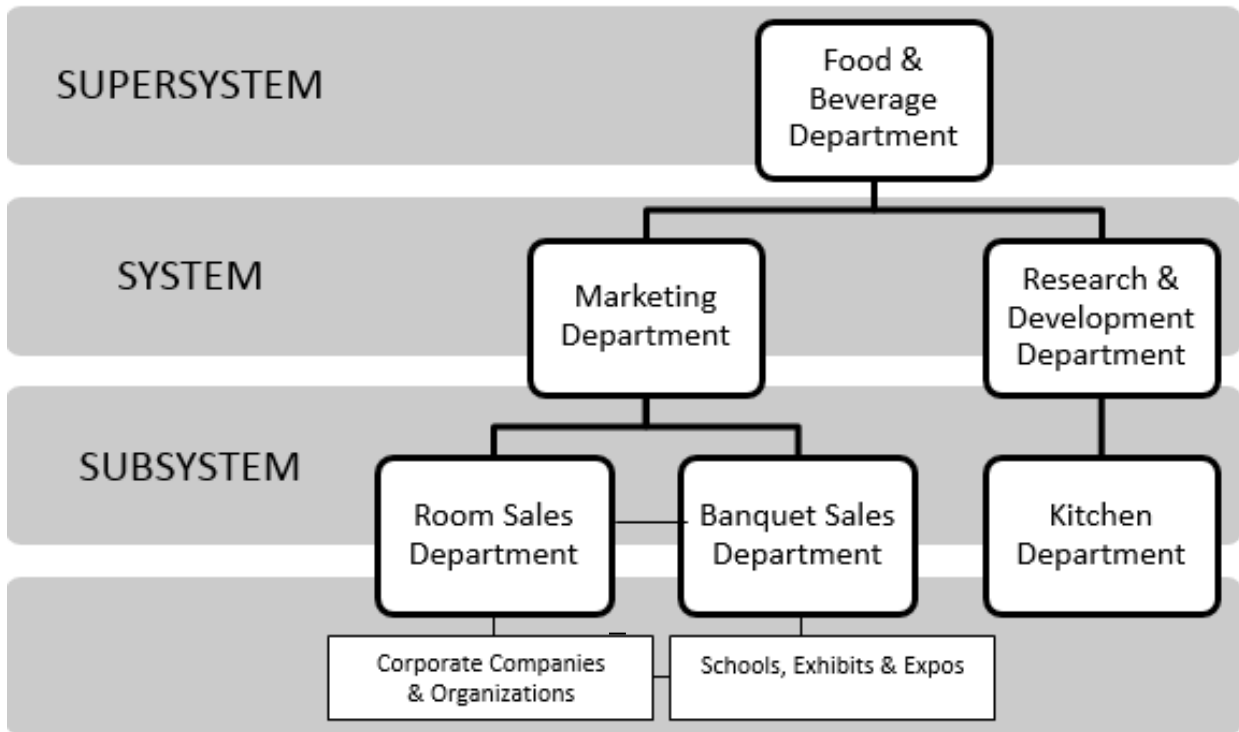 SUPERSYSTEM
Food &
Beverage
Department
SYSTEM
Marketing
Department
Research &
Development
Department
SUBSYSTEM
Room Sales
Department
Banquet Sales
Department
Kitchen
Department
Corporate Companies
& Organizations
Schools, Exhibits & Expos